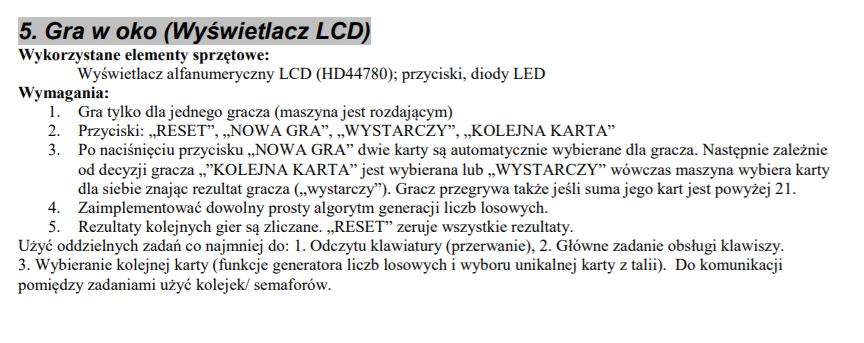 5. Gra w oko (Wyświetlacz LCD)
Wykorzystane elementy sprzętowe:
Wyświetlacz alfanumeryczny LCD (HD44780); przyciski, diody LED
Wymagania:
1. Gra tylko dla jednego gracza (maszyna jest rozdającym)
2. Przyciski: „RESET”, „NOWA GRA”, „WYSTARCZY”, „KOLEJNA KARTA”
3. Po naciśnięciu przycisku „NOWA GRA” dwie karty są automatycznie wybierane dla gracza. Następnie zależnie
od decyzji gracza „”KOLEJNA KARTA” jest wybierana lub „WYSTARCZY” wówczas maszyna wybiera karty
dla siebie znając rezultat gracza („wystarczy”). Gracz przegrywa także jeśli suma jego kart jest powyżej 21.
4. Zaimplementować dowolny prosty algorytm generacji liczb losowych.
5. Rezultaty kolejnych gier są zliczane. „RESET” zeruje wszystkie rezultaty.
Użyć oddzielnych zadań co najmniej do: 1. Odczytu klawiatury (przerwanie), 2. Główne zadanie obsługi klawiszy.
3. Wybieranie kolejnej karty (funkcje generatora liczb losowych i wyboru unikalnej karty z talii). Do komunikacji
pomiędzy zadaniami użyć kolejek/ semaforów.